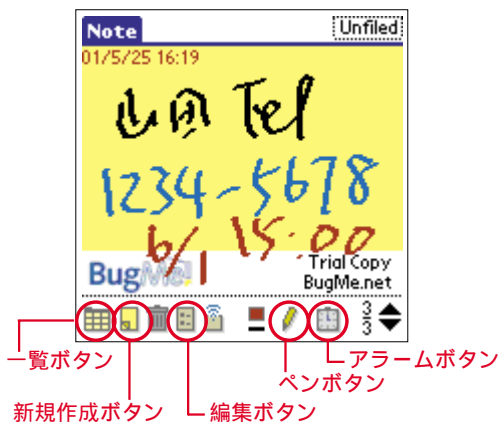 Note
Unfiled
01/5/25 16:19
Tel
1234-5678
6/1 15:00
BugMe!
Trial Copy
BugMe.net
3
3
一覧ボタン
アラームボタン
ペンボタン
新規作成ボタン
編集ボタン